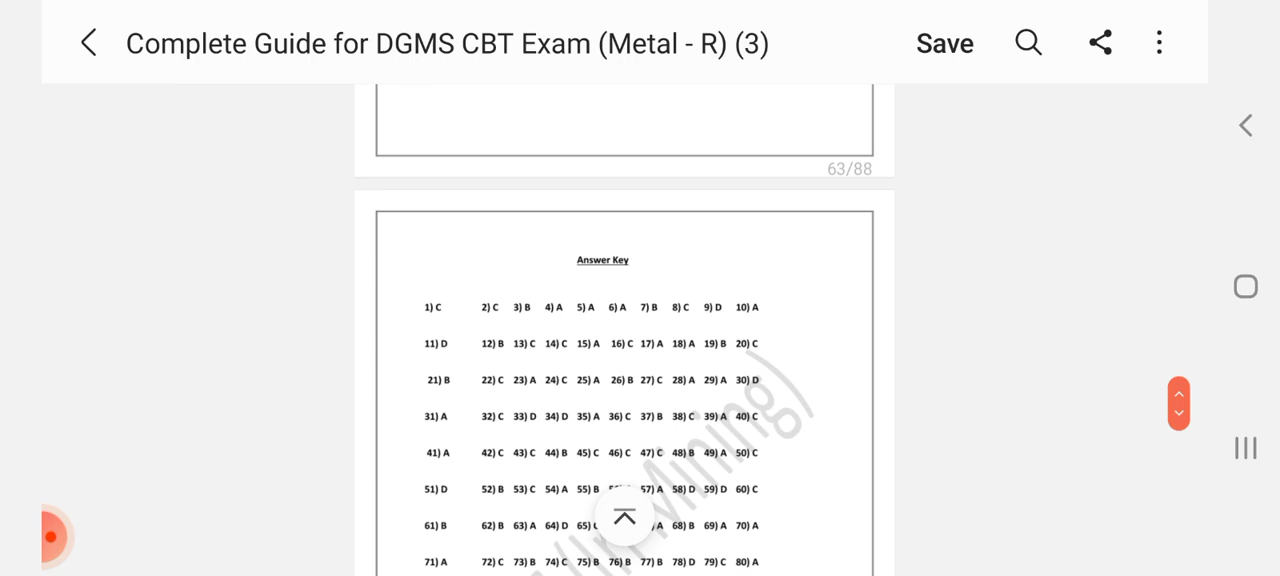 Complete Guide for DGMS CBT Exam (Metal - R) (3) Save
63/88
Answer Key
1) C 2) C 3) B 4) A 5) A 6) A 7) B 8) C 9) D 10) A
11) D 12) B 13) C 14) C 15) A 16) C 17) A 18) A 19) B 20) C
21) B 22) C 23) A 24) C 25) A 26) B 27) C 28) A 29) A 30) D
31) A 32) C 33) D 34) D 35) A 36) C 37) B 38) C 39) A 40) C
41) A 42) C 43) C 44) B 45) C 46) C 47) C 48) B 49) A 50) C
51) D 52) B 53) C 54) A 55) B 57) A 58) D 59) D 60) C
61) B 62) B 63) A 64) D 65) A 68) B 69) A 70) A
71) A 72) C 73) B 74) C 75) B 76) B 77) B 78) D 79) C 80) A
Mining)